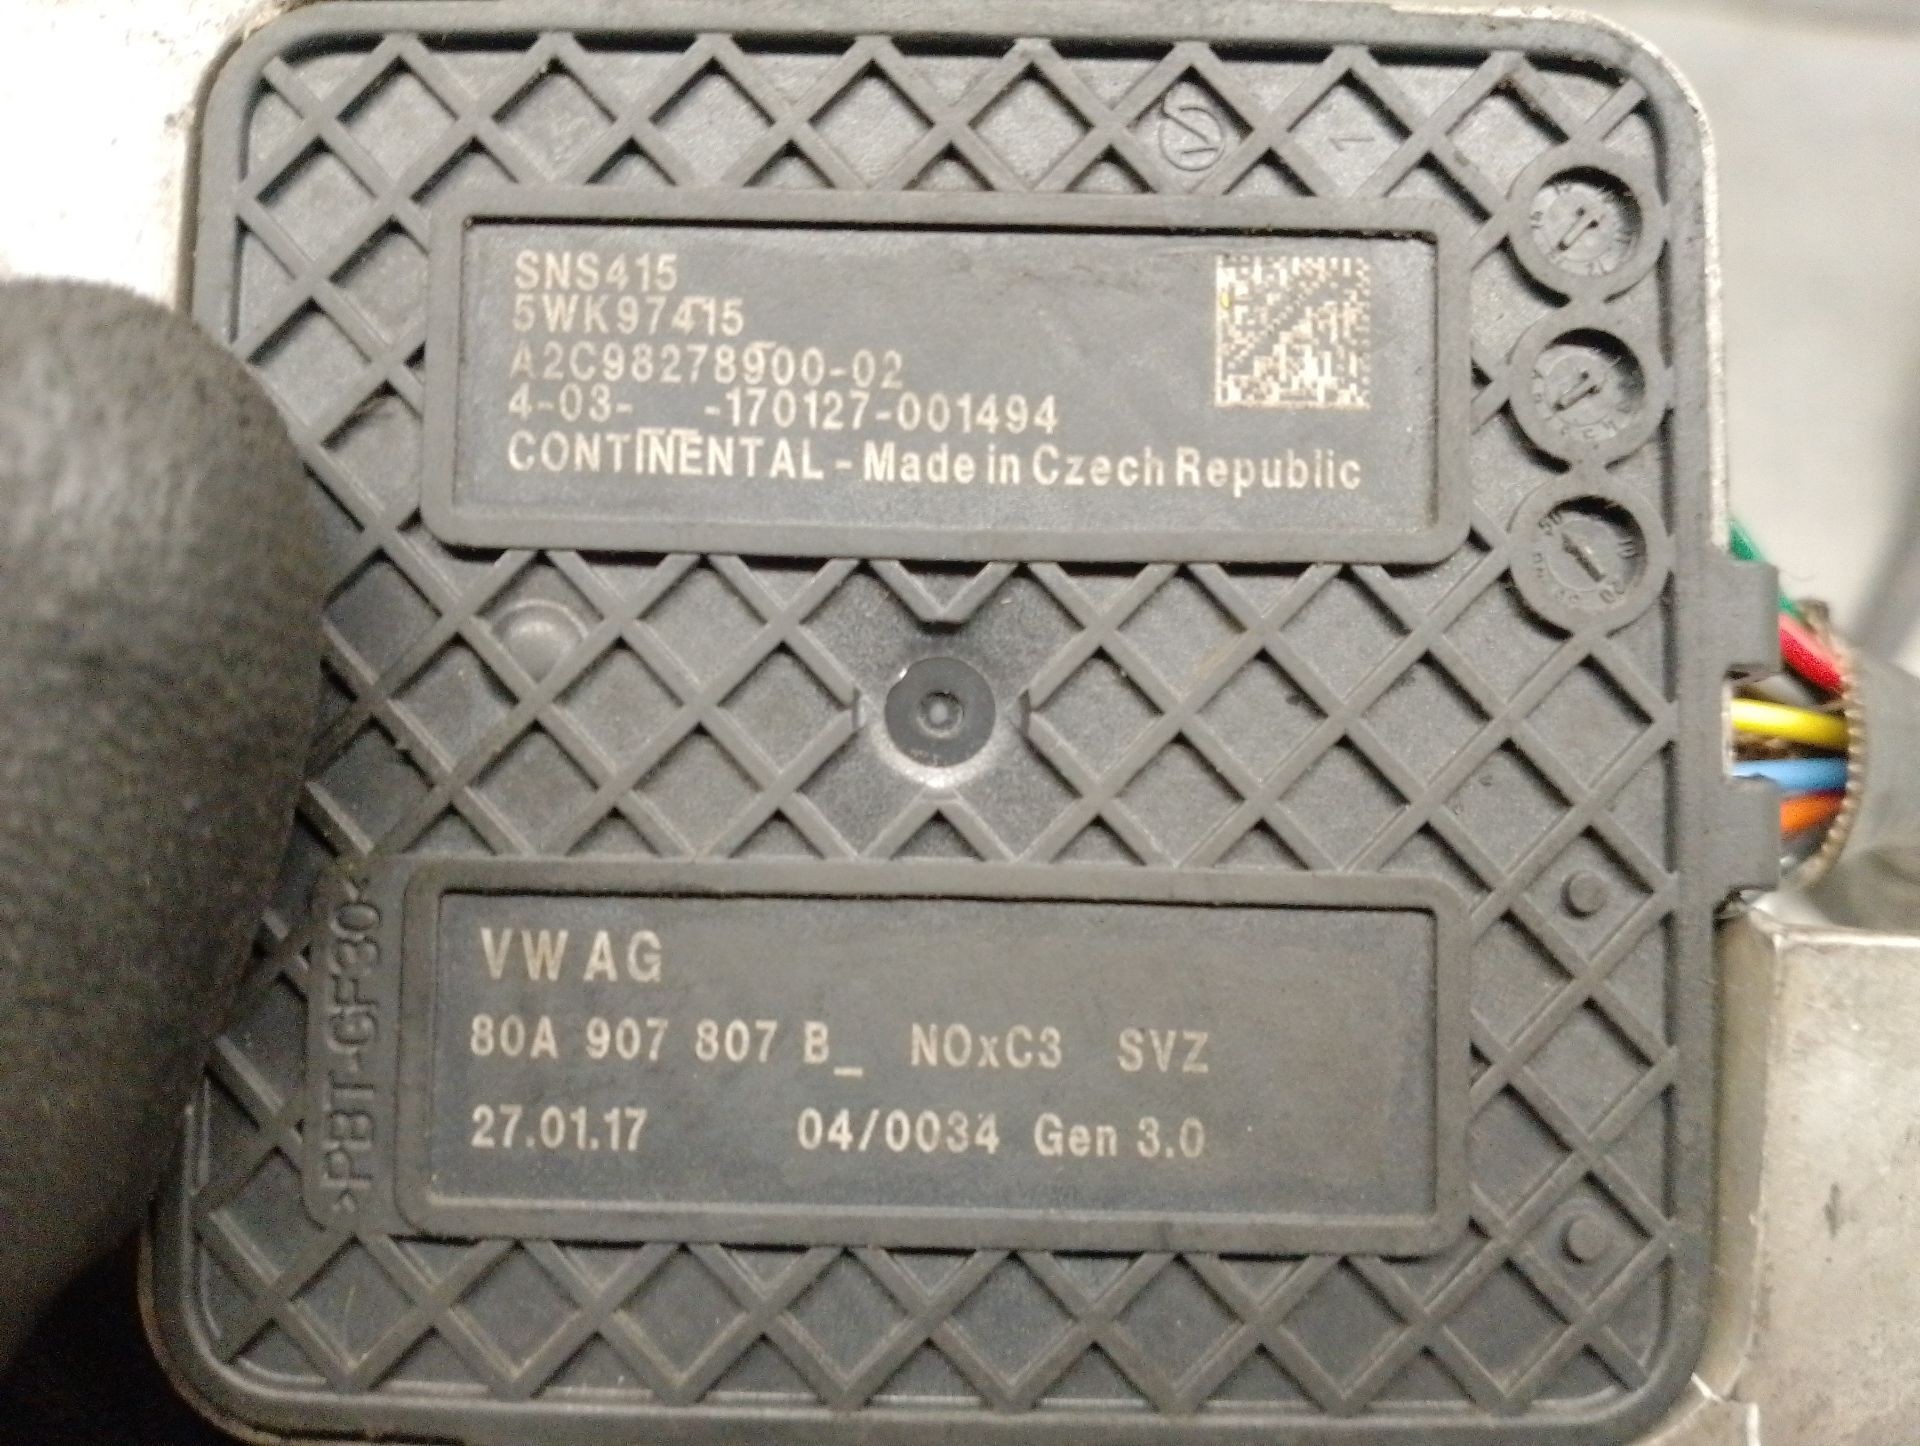 SNS415
5WK97415
A2C98278900-02
4-03-__-170127-001494
CONTINENTAL - Made in Czech Republic
VW AG
80A 907 807 B_ NOxC3 SVZ
27.01.17 04/0034 Gen 3.0
>PBT-GF30<